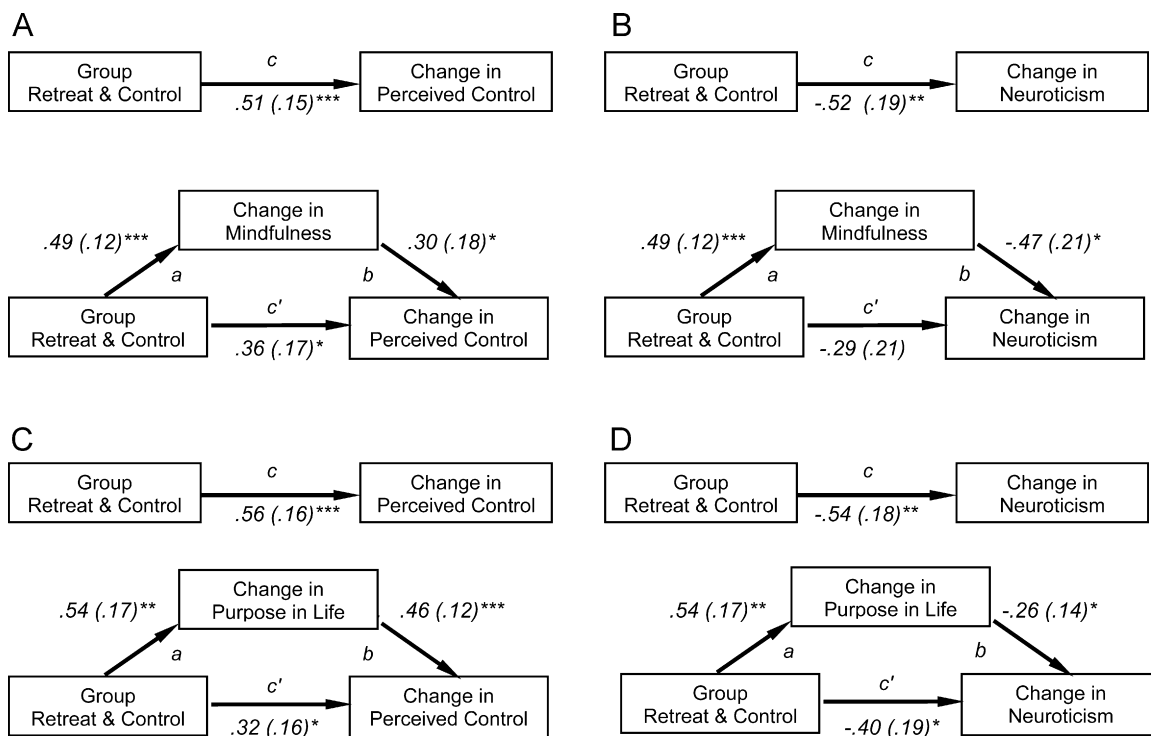 A
c
Group
Retreat & Control
Change in
Perceived Control
.51 (.15)***
Change in
Mindfulness
.49 (.12)***
.30 (.18)*
a
b
Group
Retreat & Control
c'
Change in
Perceived Control
.36 (.17)*
B
c
Group
Retreat & Control
Change in
Neuroticism
-.52 (.19)**
Change in
Mindfulness
.49 (.12)***
-.47 (.21)*
a
b
Group
Retreat & Control
c'
Change in
Neuroticism
-.29 (.21)
C
c
Group
Retreat & Control
Change in
Perceived Control
.56 (.16)***
Change in
Purpose in Life
.54 (.17)**
.46 (.12)***
a
b
Group
Retreat & Control
c'
Change in
Perceived Control
.32 (.16)*
D
c
Group
Retreat & Control
Change in
Neuroticism
-.54 (.18)**
Change in
Purpose in Life
.54 (.17)**
-.26 (.14)*
a
b
Group
Retreat & Control
c'
Change in
Neuroticism
-.40 (.19)*